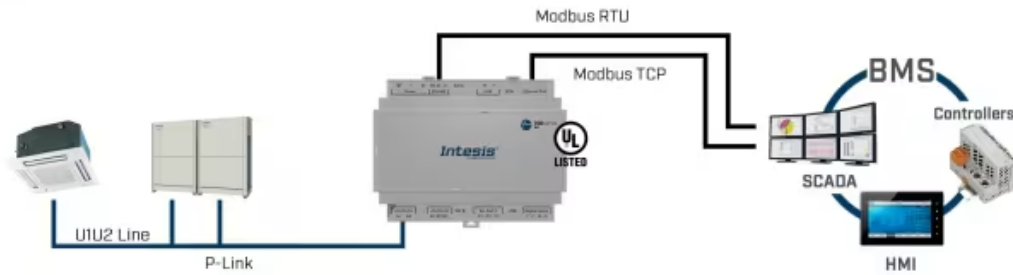 Modbus RTU
Modbus TCP
BMS
Controllers
Intesis
UL
LISTED
SCADA
U1U2 Line
P-Link
HMI